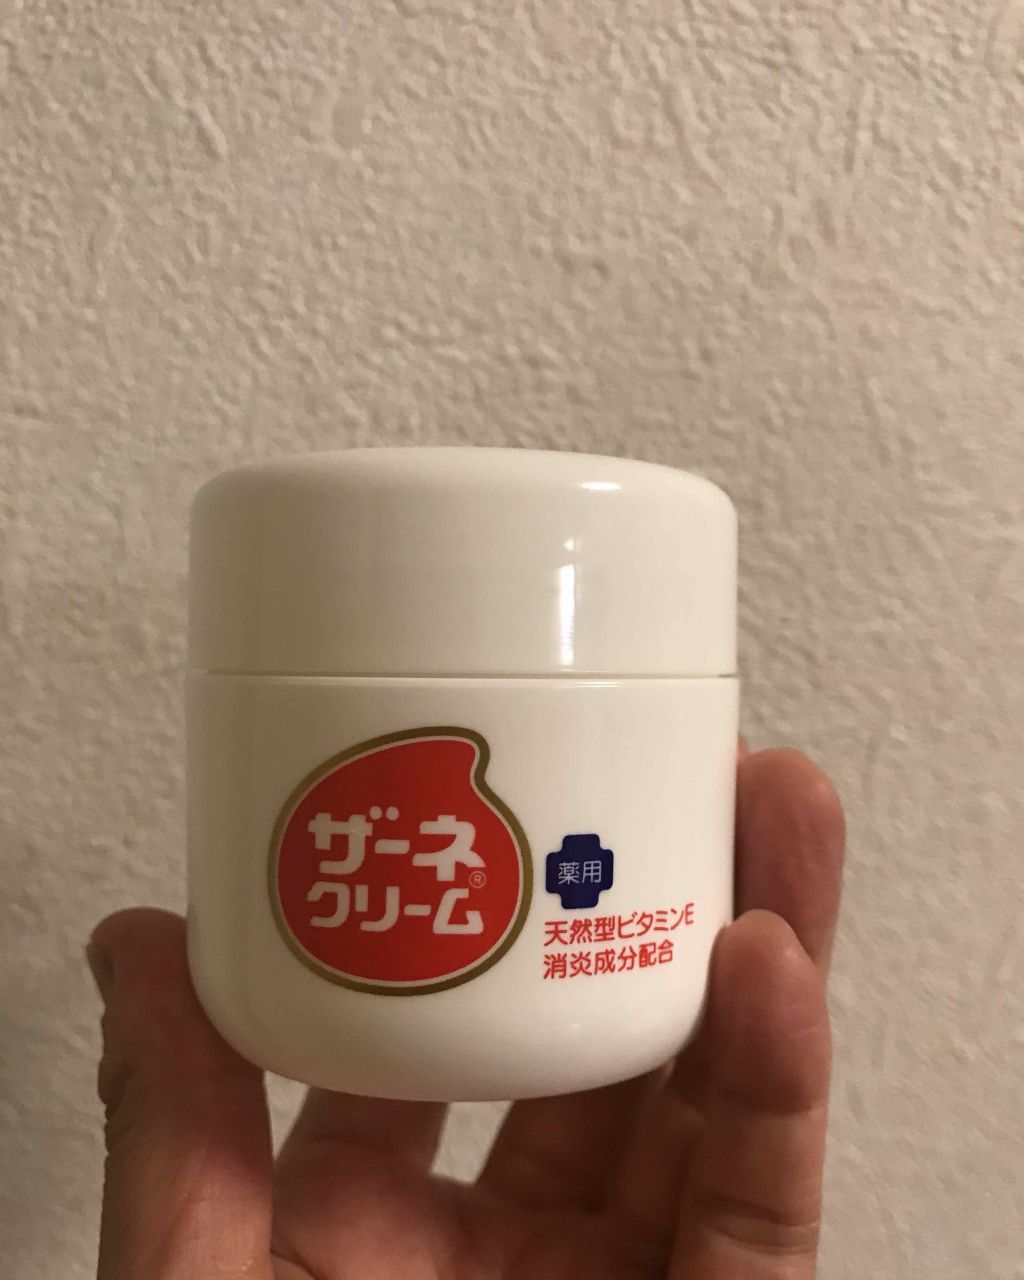 ザーネ
クリーム®
薬用
天然型ビタミンE
消炎成分配合